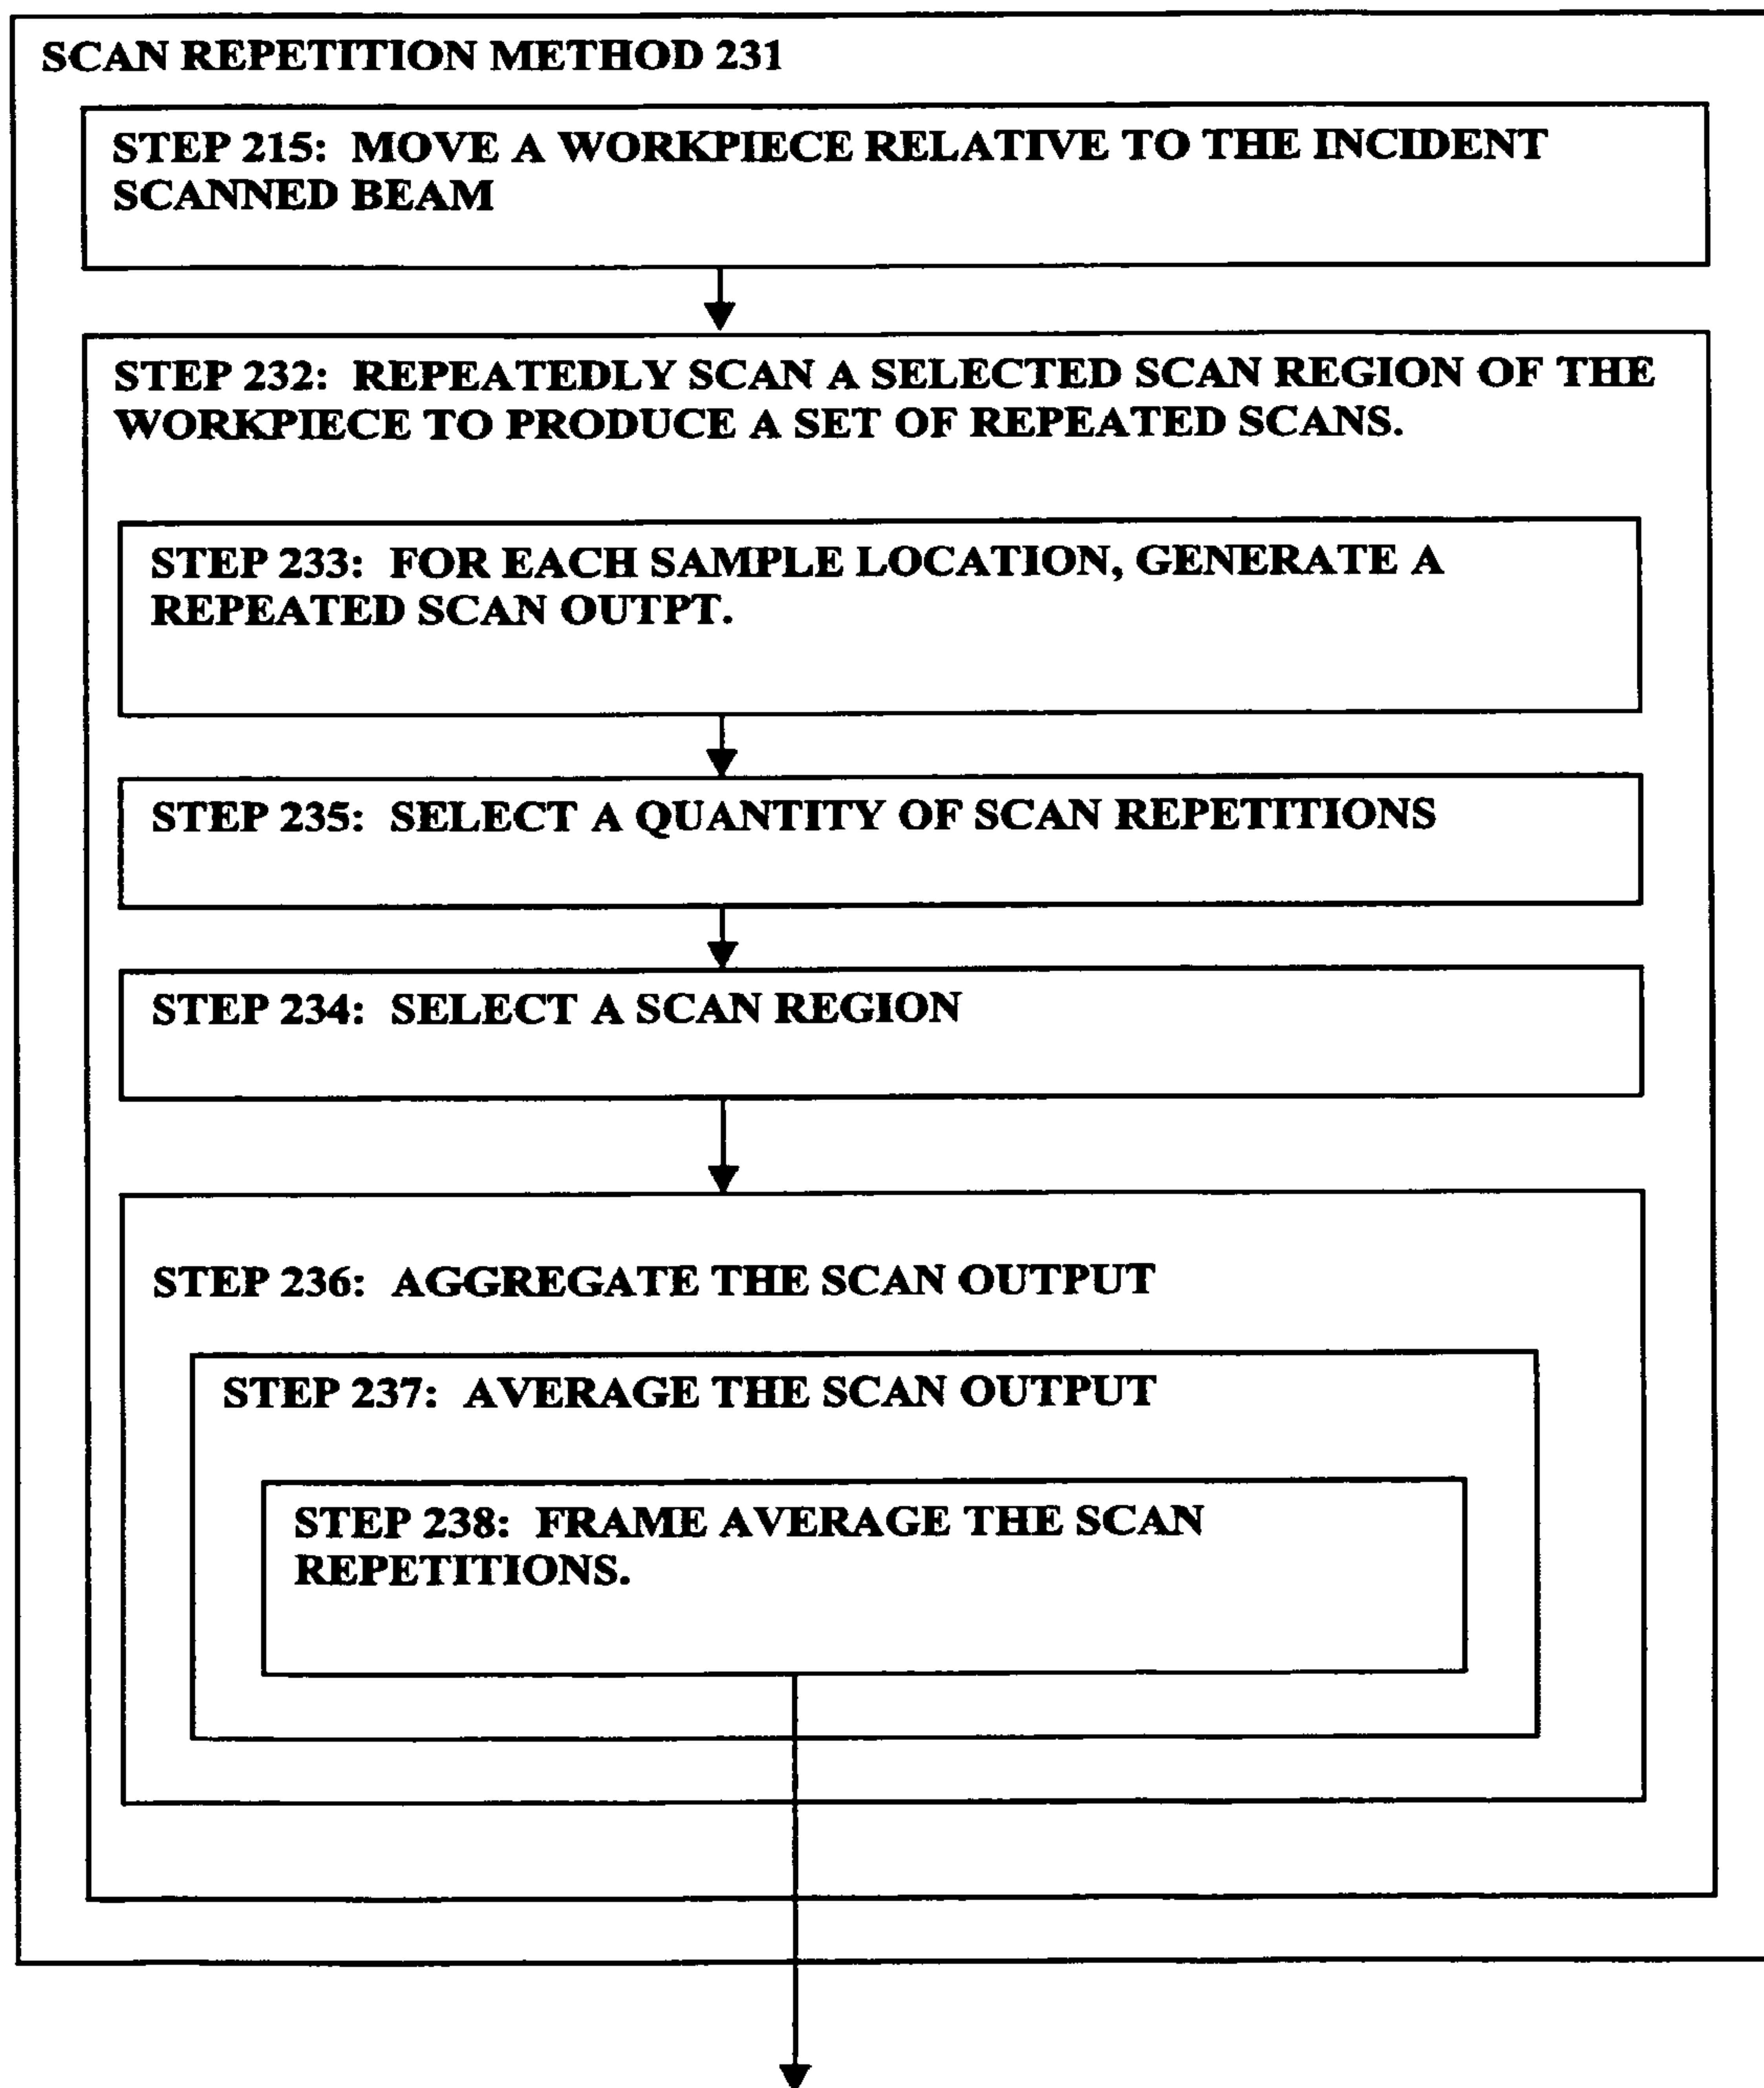 SCAN REPETITION METHOD 231
STEP 215: MOVE A WORKPIECE RELATIVE TO THE INCIDENT
SCANNED BEAM
STEP 232: REPEATEDLY SCAN A SELECTED SCAN REGION OF THE
WORKPIECE TO PRODUCE A SET OF REPEATED SCANS.
STEP 233: FOR EACH SAMPLE LOCATION, GENERATE A
REPEATED SCAN OUTPT.
STEP 235: SELECT A QUANTITY OF SCAN REPETITIONS
STEP 234: SELECT A SCAN REGION
STEP 236: AGGREGATE THE SCAN OUTPUT
STEP 237: AVERAGE THE SCAN OUTPUT
STEP 238: FRAME AVERAGE THE SCAN
REPETITIONS.